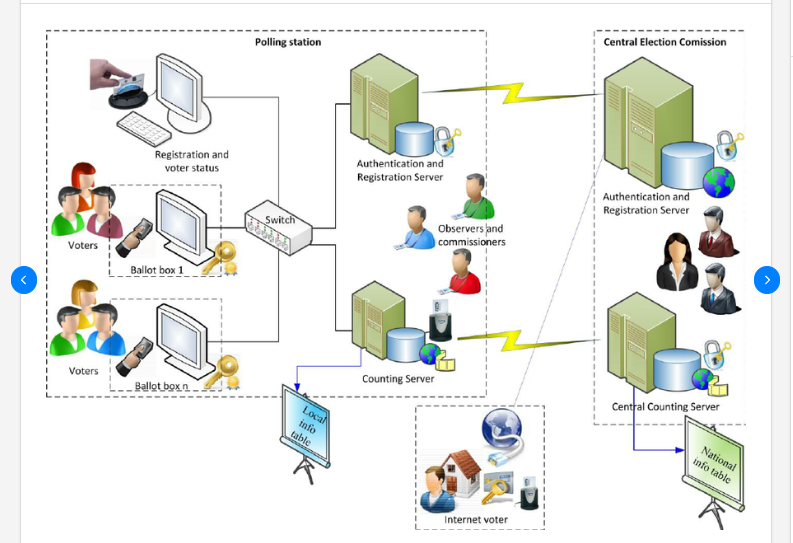 Polling station
Central Election Comission
Registration and
voter status
Authentication and
Registration Server
Authentication and
Registration Server
Switch
Observers and
commissioners
Voters
Ballot box 1
Voters
Ballot box n
Counting Server
Central Counting Server
Local
info
table
National
info table
Internet voter